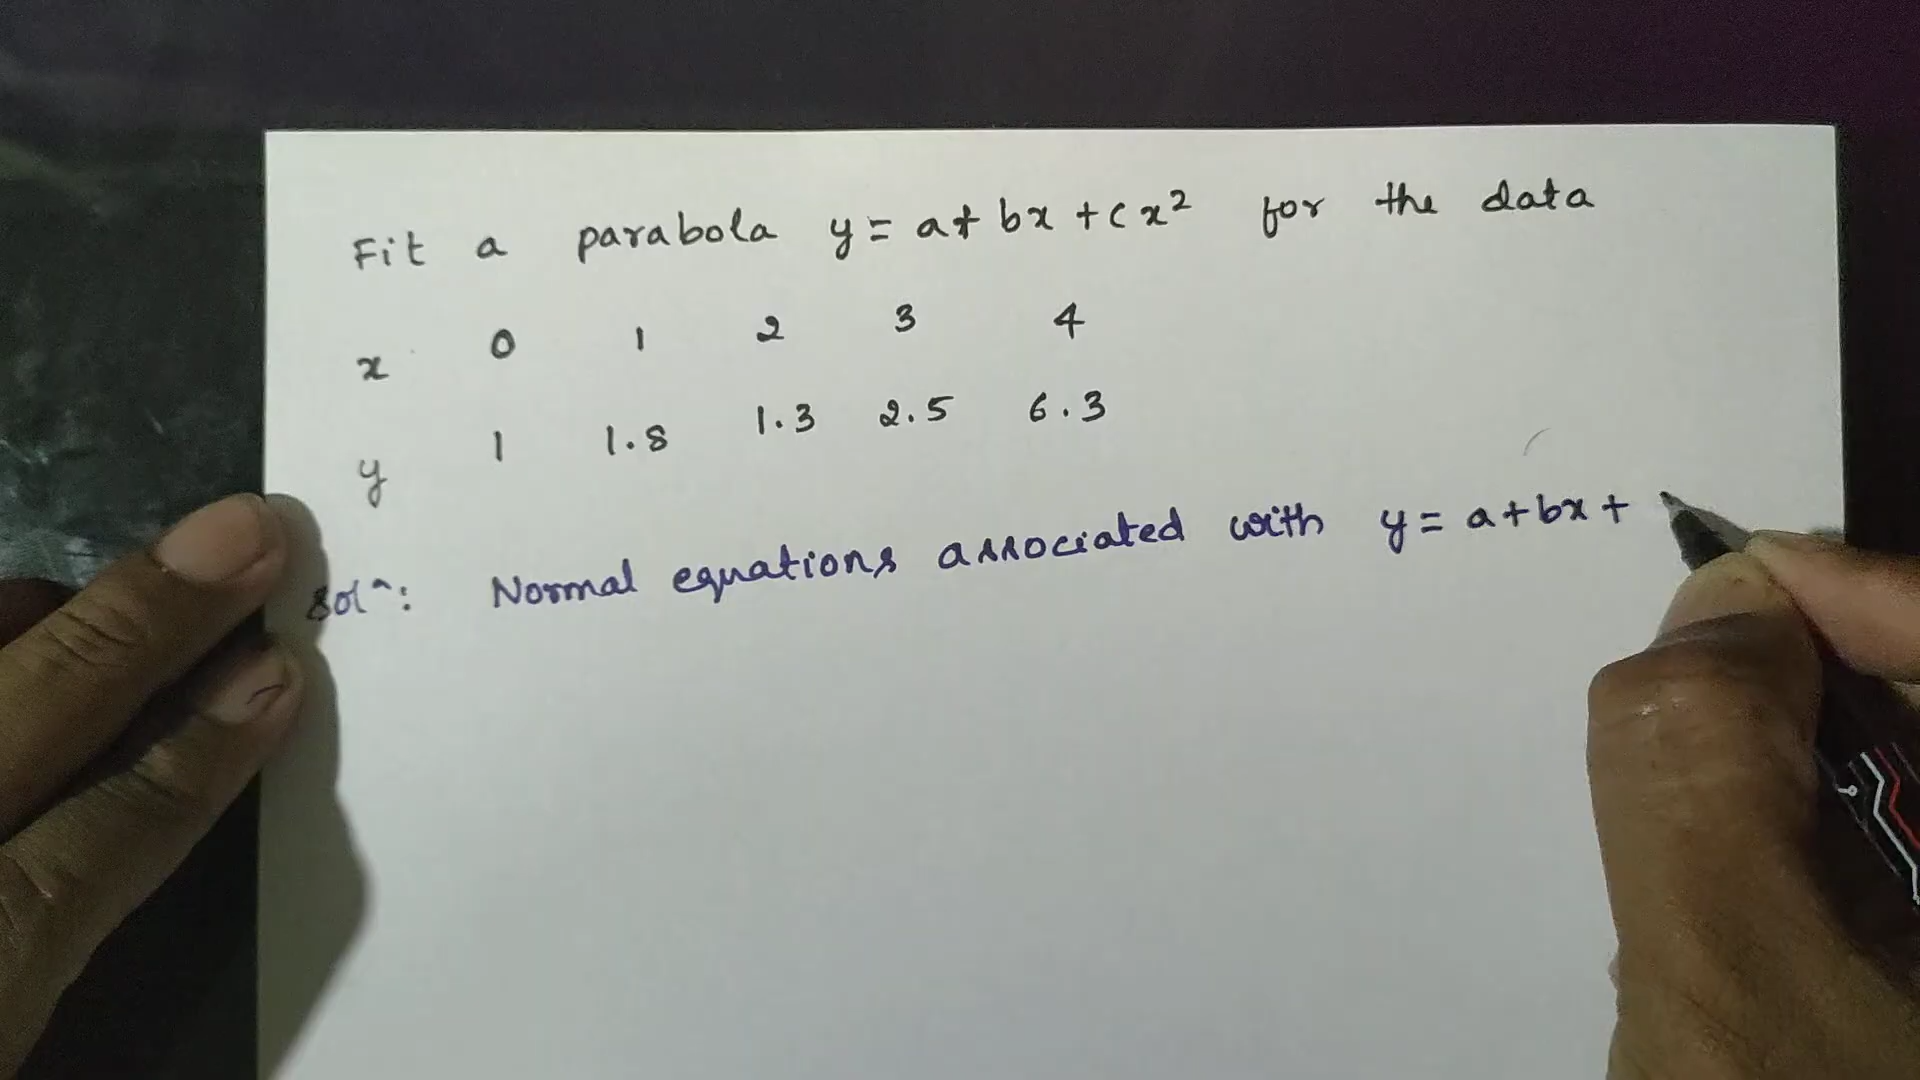 Fit a parabola y = a + bx + cx²  for the data
x 0 1 2 3 4
y 1 1.8 1.3 2.5 6.3
Solⁿ: Normal equations associated with y = a + bx +